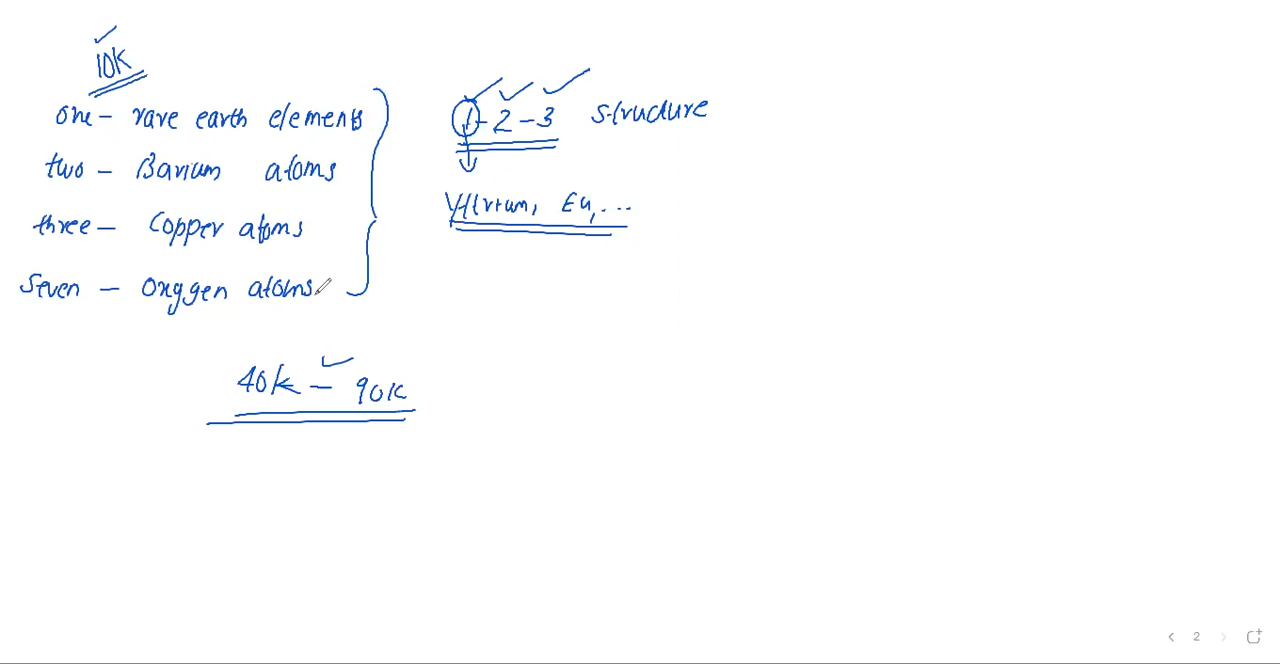 10K
one - rare earth elements
two - Barium atoms
three - Copper atoms
Seven - Oxygen atoms
40K - 90K
1-2-3 structure
Yttrium, Eu, ...
2